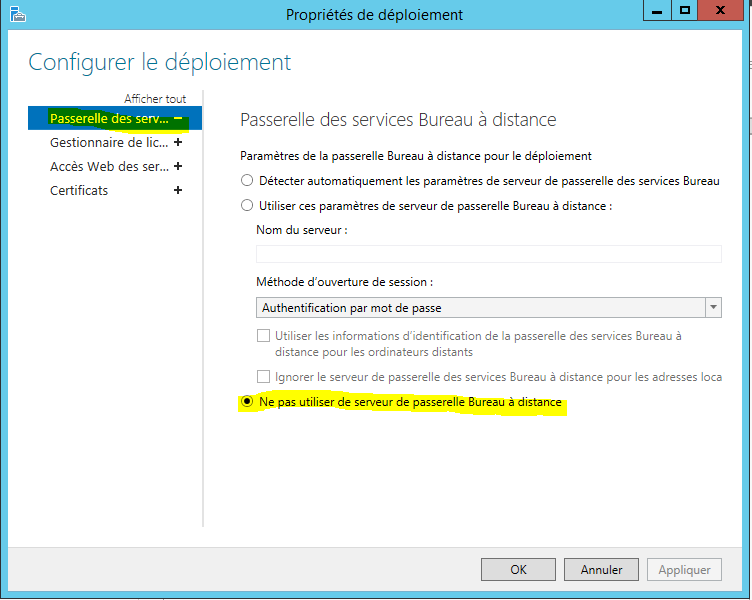 Propriétés de déploiement
Configurer le déploiement
Afficher tout
Passerelle des serv...
Gestionnaire de lic...
Accès Web des ser...
Certificats
Passerelle des services Bureau à distance
Paramètres de la passerelle Bureau à distance pour le déploiement
Détecter automatiquement les paramètres de serveur de passerelle des services Bureau
Utiliser ces paramètres de serveur de passerelle Bureau à distance :
Nom du serveur :
Méthode d'ouverture de session :
Authentification par mot de passe
Utiliser les informations d'identification de la passerelle des services Bureau à
distance pour les ordinateurs distants
Ignorer le serveur de passerelle des services Bureau à distance pour les adresses loca
Ne pas utiliser de serveur de passerelle Bureau à distance
OK
Annuler
Appliquer